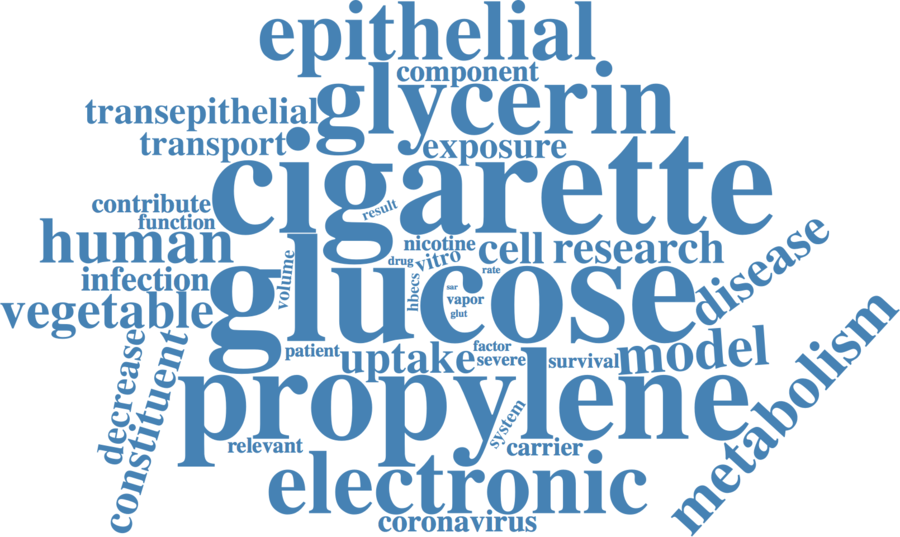 epithelial
component
glycerin
transepithelial
transport
exposure
cigarette
result
contribute
function
human
nicotine
cell research
drug
vitro
rate
disease
infection
volume
hbecs
sar
vapor
glut
glucose
vegetable
patient
uptake
factor
severe
survival
model
metabolism
decrease
constituent
propylene
system
relevant
carrier
electronic
coronavirus